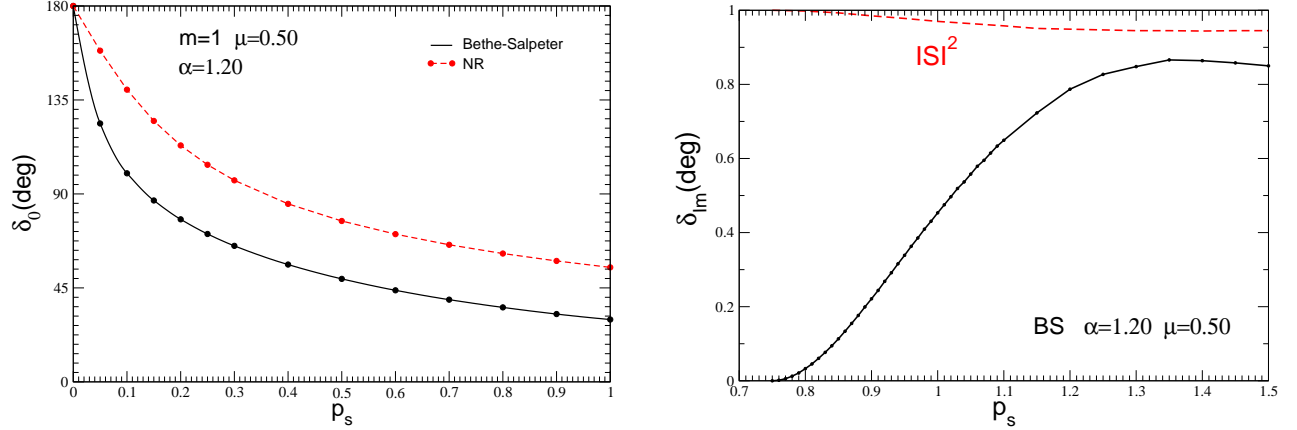 180
135
90
45
0
δ₀(deg)
m=1 μ=0.50
α=1.20
Bethe-Salpeter
NR
0 0.1 0.2 0.3 0.4 0.5 0.6 0.7 0.8 0.9 1
pₛ
1
0.8
0.6
0.4
0.2
0
δ_Im(deg)
ISI²
BS α=1.20 μ=0.50
0.7 0.8 0.9 1 1.1 1.2 1.3 1.4 1.5
pₛ